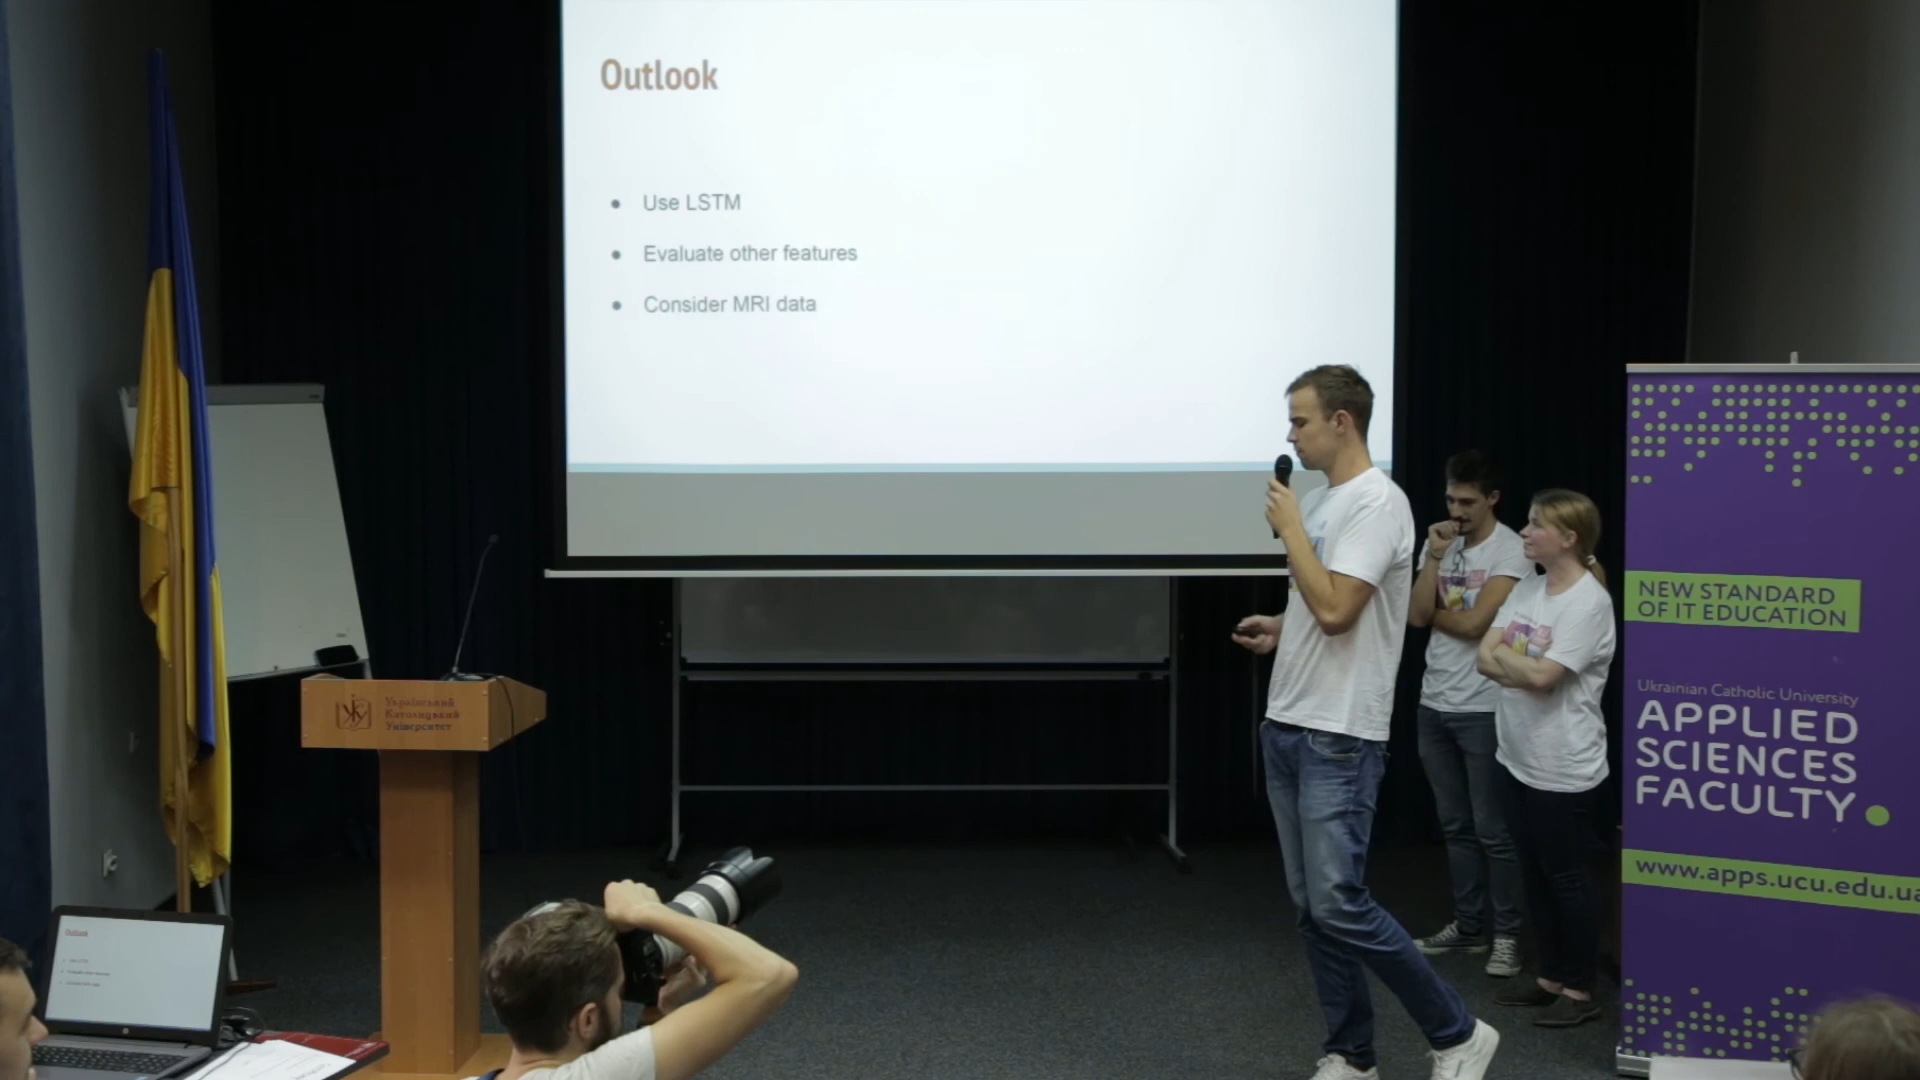 Outlook
Use LSTM
Evaluate other features
Consider MRI data
NEW STANDARD
OF IT EDUCATION
Ukrainian Catholic University
APPLIED
SCIENCES
FACULTY
www.apps.ucu.edu.ua
Український
Католицький
Університет
Outlook